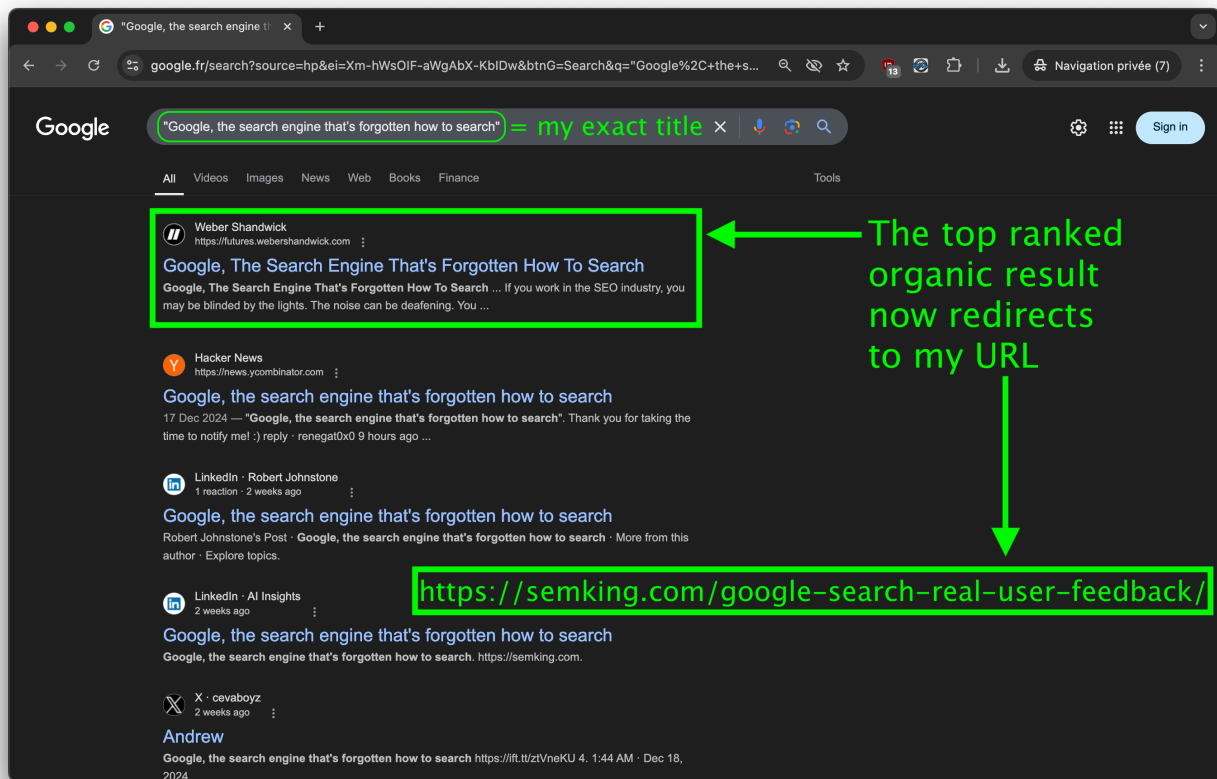 "Google, the search engine th
google.fr/search?source=hp&ei=Xm-hWsOIF-aWgAbX-KbIDw&btnG=Search&q="Google%2C+the+s...
13
Navigation privée (7)
Google
"Google, the search engine that's forgotten how to search" = my exact title
Sign in
All Videos Images News Web Books Finance Tools
Weber Shandwick
https://futures.webershandwick.com
Google, The Search Engine That's Forgotten How To Search
Google, The Search Engine That's Forgotten How To Search ... If you work in the SEO industry, you
may be blinded by the lights. The noise can be deafening. You ...
The top ranked
organic result
now redirects
to my URL
Hacker News
https://news.ycombinator.com
Google, the search engine that's forgotten how to search
17 Dec 2024 — "Google, the search engine that's forgotten how to search". Thank you for taking the
time to notify me! :) reply · renegat0x0 9 hours ago ...
LinkedIn · Robert Johnstone
1 reaction · 2 weeks ago
Google, the search engine that's forgotten how to search
Robert Johnstone's Post · Google, the search engine that's forgotten how to search · More from this
author · Explore topics.
https://semking.com/google-search-real-user-feedback/
LinkedIn · AI Insights
2 weeks ago
Google, the search engine that's forgotten how to search
Google, the search engine that's forgotten how to search. https://semking.com.
X · cevaboyz
2 weeks ago
Andrew
Google, the search engine that's forgotten how to search https://ift.tt/ztVneKU 4. 1:44 AM · Dec 18,
2024